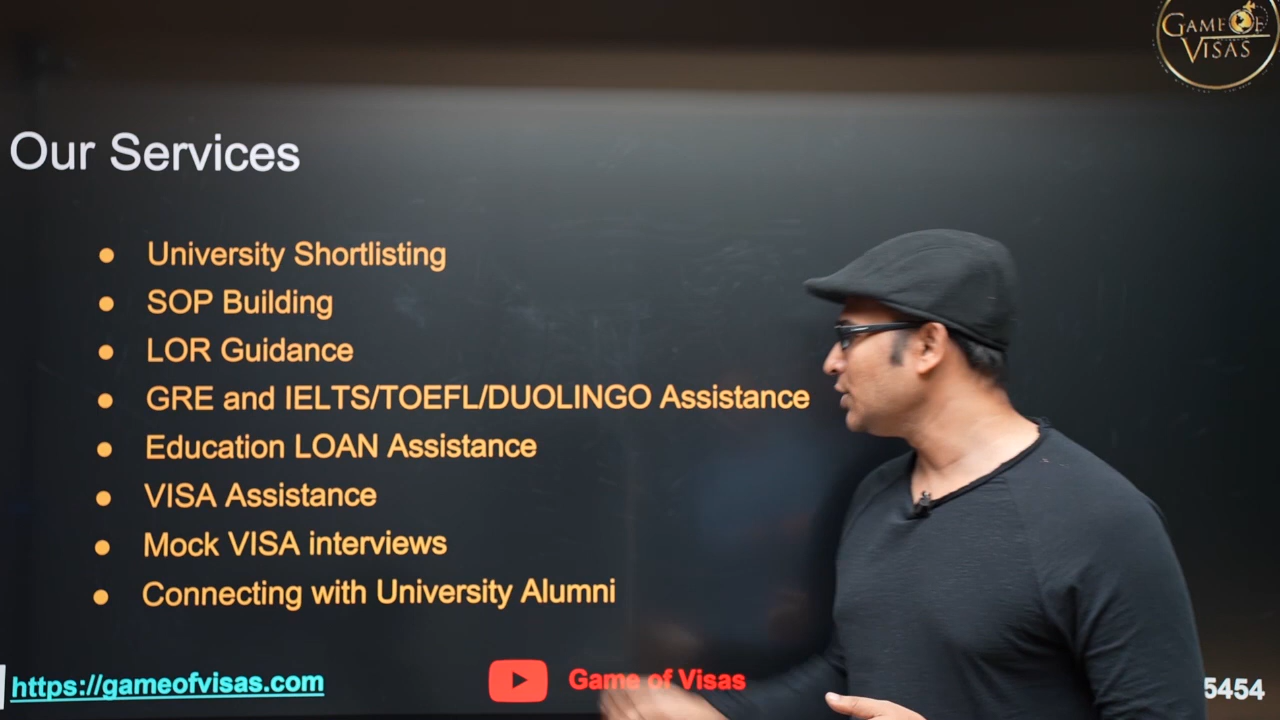 GAME OF
VISAS
Our Services
● University Shortlisting
● SOP Building
● LOR Guidance
● GRE and IELTS/TOEFL/DUOLINGO Assistance
● Education LOAN Assistance
● VISA Assistance
● Mock VISA interviews
● Connecting with University Alumni
https://gameofvisas.com
Game of Visas
5454